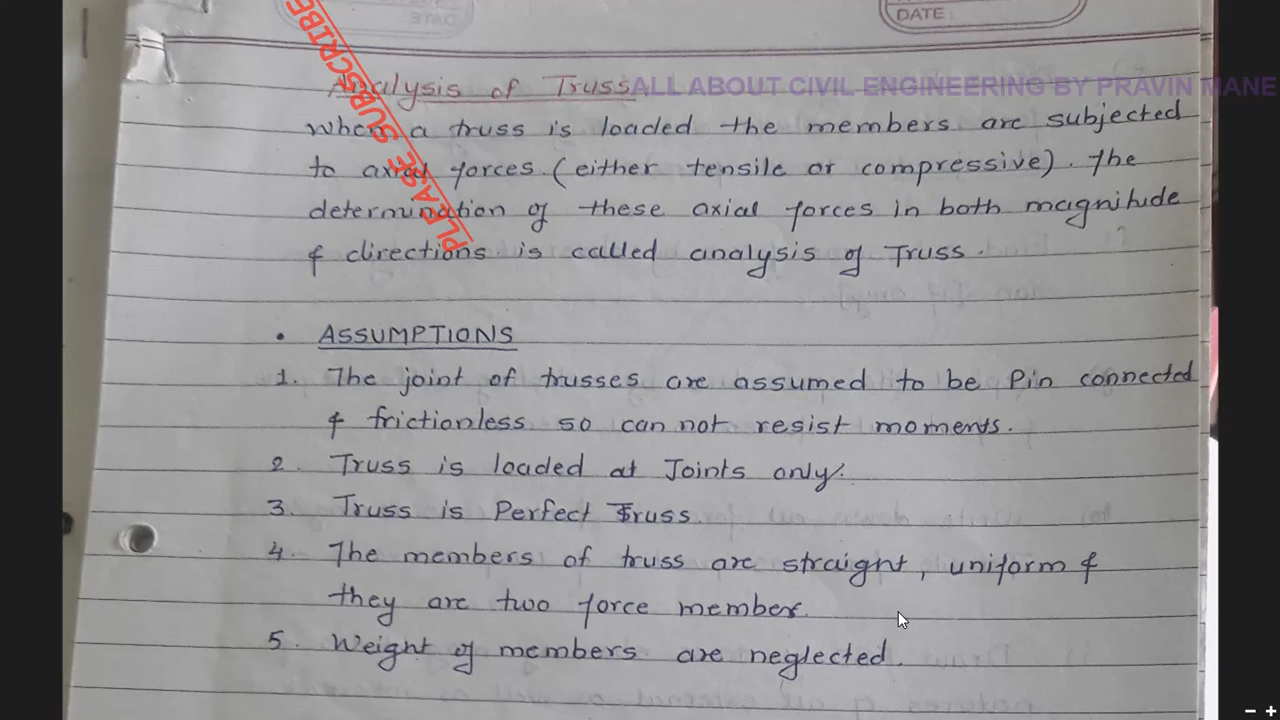 DATE
DATE:
Analysis of Truss
ALL ABOUT CIVIL ENGINEERING BY PRAVIN MANE
PLEASE SUBSCRIBE
When a truss is loaded the members are subjected
to axial forces. (either tensile or compressive). The
determination of these axial forces in both magnitude
& directions is called analysis of Truss.
• ASSUMPTIONS
1. The joint of trusses are assumed to be Pin connected
& frictionless so can not resist moments.
2. Truss is loaded at Joints only.
3. Truss is Perfect Truss.
4. The members of truss are straignt, uniform &
they are two force member.
5. Weight of members are neglected.